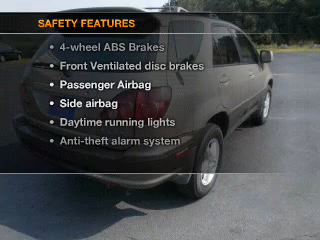 SAFETY FEATURES
• 4-wheel ABS Brakes
• Front Ventilated disc brakes
• Passenger Airbag
• Side airbag
• Daytime running lights
• Anti-theft alarm system